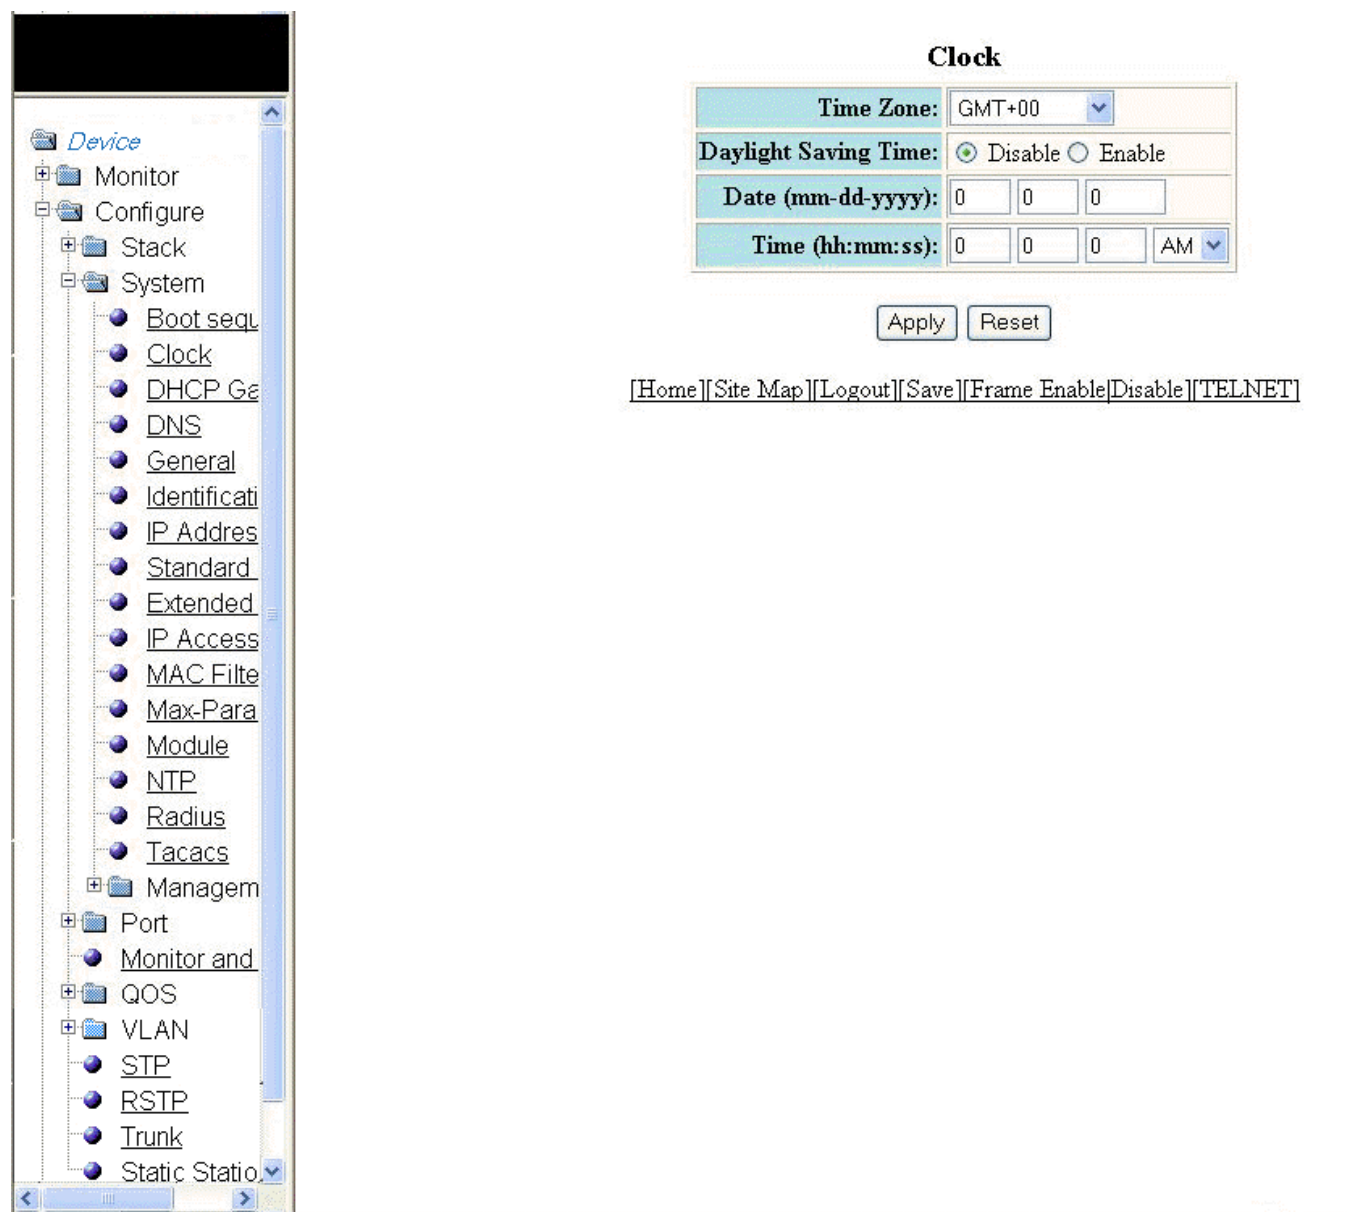 Device
Monitor
Configure
Stack
System
Boot sequ
Clock
DHCP Ga
DNS
General
Identificati
IP Addres
Standard
Extended
IP Access
MAC Filte
Max-Para
Module
NTP
Radius
Tacacs
Managem
Port
Monitor and
QOS
VLAN
STP
RSTP
Trunk
Static Statio
Clock
Time Zone: GMT+00
Daylight Saving Time: Disable Enable
Date (mm-dd-yyyy): 0 0 0
Time (hh:mm:ss): 0 0 0 AM
Apply Reset
[Home][Site Map][Logout][Save][Frame Enable|Disable][TELNET]